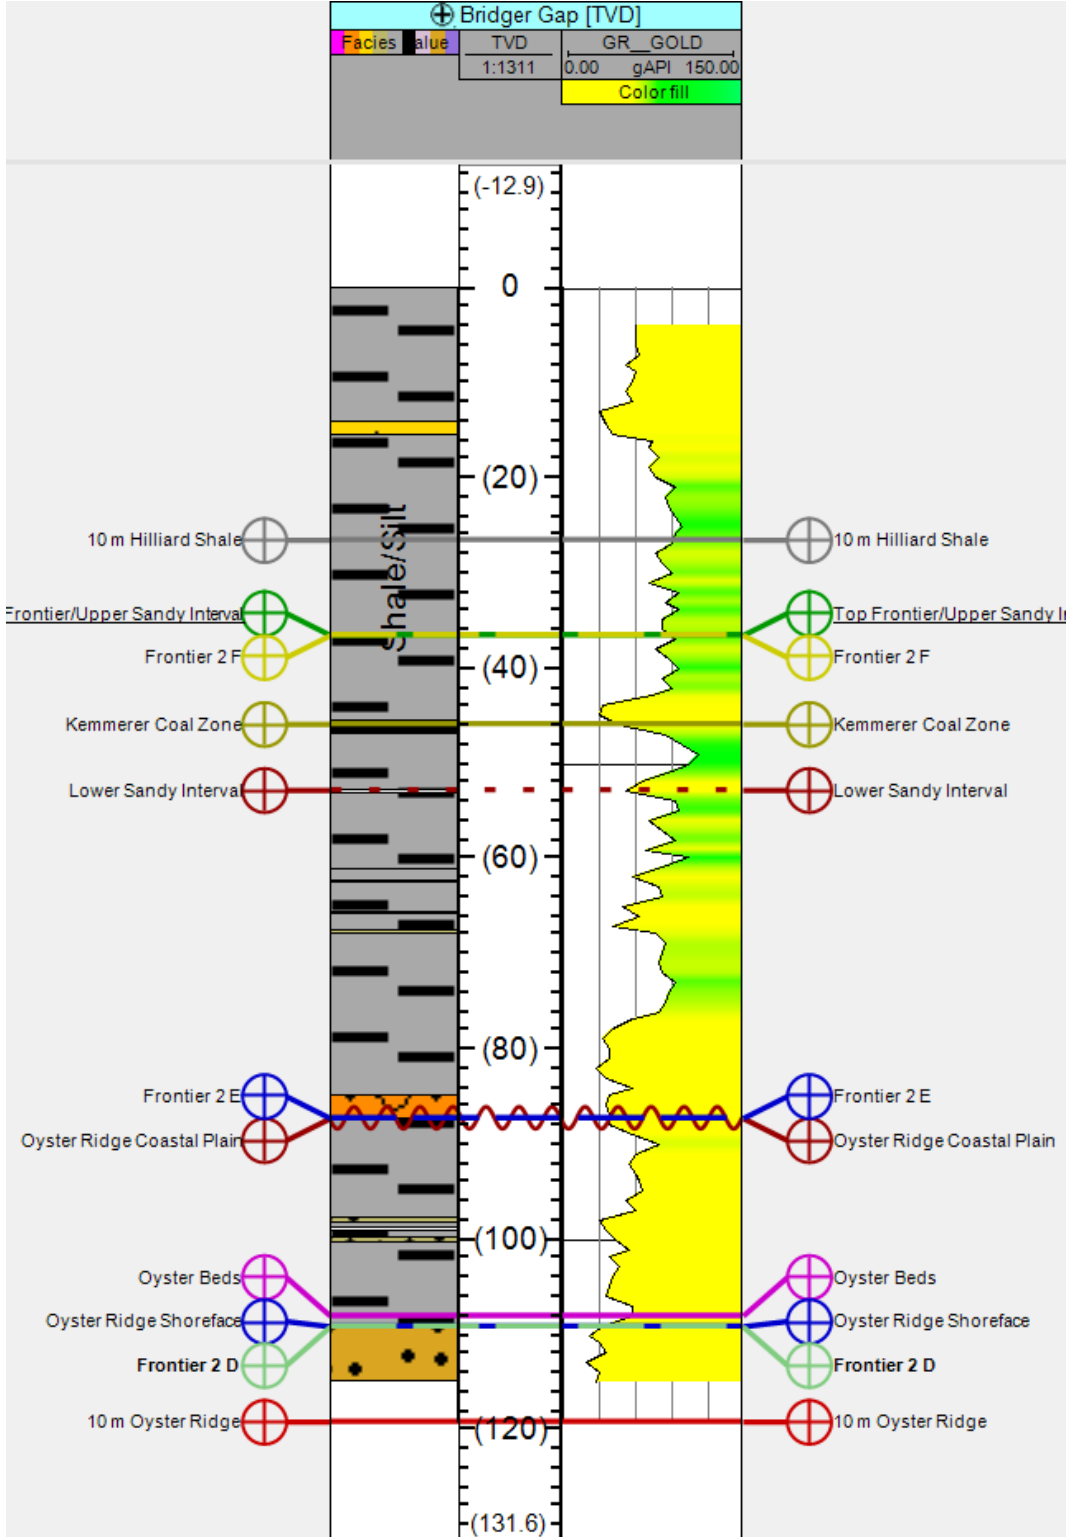 Bridger Gap [TVD]
Facies alue TVD GR__GOLD
1:1311 0.00 gAPI 150.00
Color fill
(-12.9)
0
(20)
Shale/Silt
10 m Hilliard Shale 10 m Hilliard Shale
Frontier/Upper Sandy Interval Top Frontier/Upper Sandy I
Frontier 2 F Frontier 2 F
(40)
Kemmerer Coal Zone Kemmerer Coal Zone
Lower Sandy Interval Lower Sandy Interval
(60)
(80)
Frontier 2 E Frontier 2 E
Oyster Ridge Coastal Plain Oyster Ridge Coastal Plain
(100)
Oyster Beds Oyster Beds
Oyster Ridge Shoreface Oyster Ridge Shoreface
Frontier 2 D Frontier 2 D
10 m Oyster Ridge 10 m Oyster Ridge
(120)
(131.6)